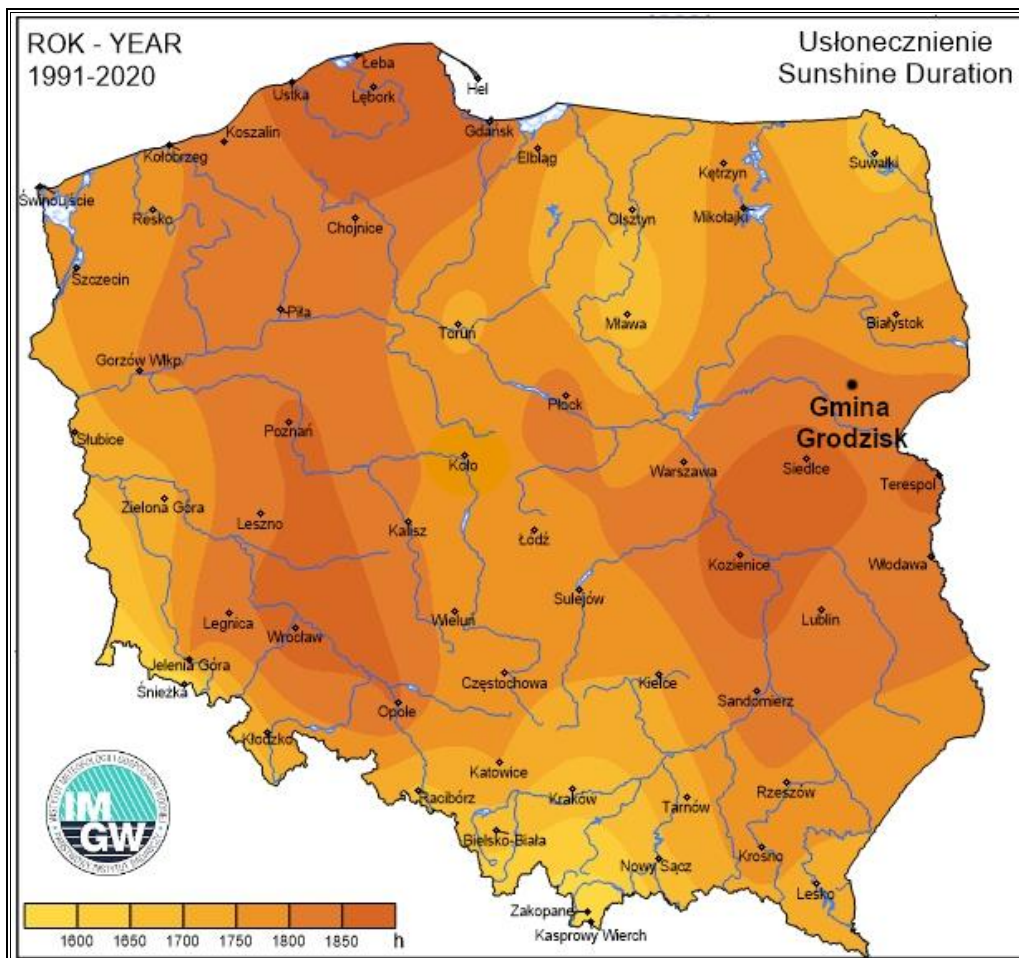 ROK - YEAR
1991-2020
Usłonecznienie
Sunshine Duration
Łeba
Hel
Ustka
Lębork
Gdańsk
Koszalin
Kołobrzeg
Elbląg
Suwałki
Kętrzyn
Świnoujście
Resko
Chojnice
Olsztyn
Mikołajki
Szczecin
Piła
Toruń
Mława
Białystok
Gorzów Wlkp.
Płock
Gmina
Grodzisk
Słubice
Poznań
Koło
Warszawa
Siedlce
Terespol
Zielona Góra
Leszno
Kalisz
Łódź
Kozienice
Włodawa
Sulejów
Legnica
Wrocław
Wieluń
Lublin
Jelenia Góra
Śnieżka
Częstochowa
Kielce
Sandomierz
Opole
Kłodzko
Katowice
Racibórz
Kraków
Tarnów
Rzeszów
Bielsko-Biała
Nowy Sącz
Krosno
Lesko
Zakopane
Kasprowy Wierch
IM
GW
1600 1650 1700 1750 1800 1850 h